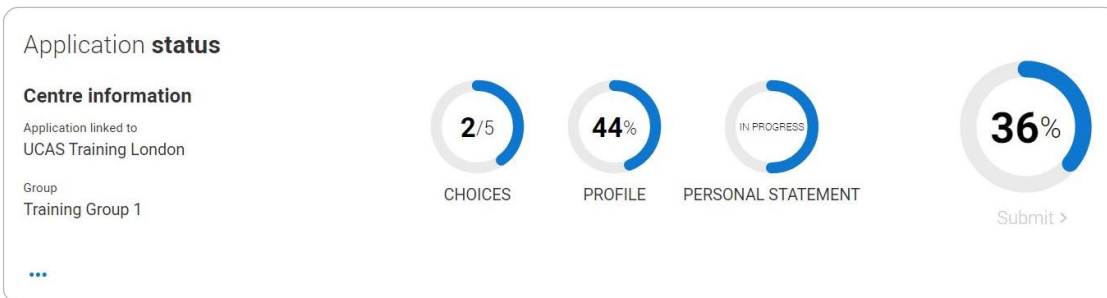 Application status
Centre information
Application linked to
UCAS Training London
Group
Training Group 1
2/5
CHOICES
44%
PROFILE
IN PROGRESS
PERSONAL STATEMENT
36%
Submit >